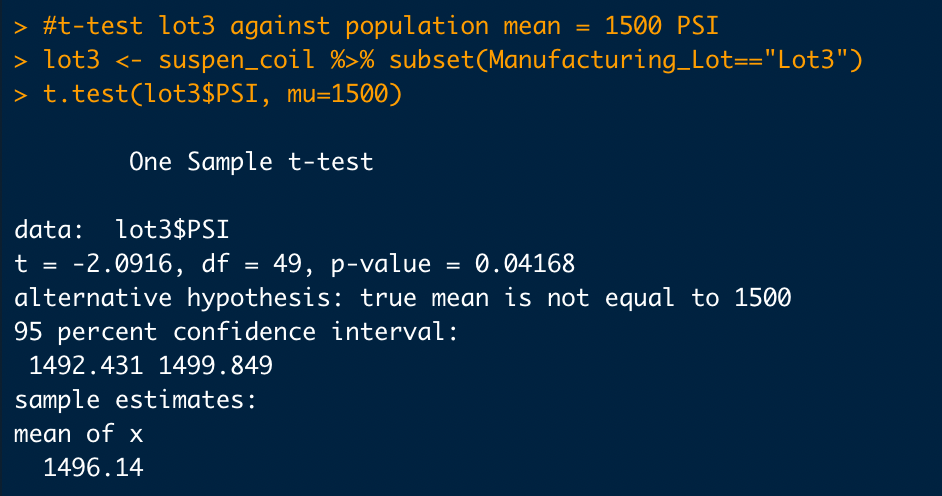 > #t-test lot3 against population mean = 1500 PSI
> lot3 <- suspen_coil %>% subset(Manufacturing_Lot=="Lot3")
> t.test(lot3$PSI, mu=1500)
One Sample t-test
data:  lot3$PSI
t = -2.0916, df = 49, p-value = 0.04168
alternative hypothesis: true mean is not equal to 1500
95 percent confidence interval:
1492.431 1499.849
sample estimates:
mean of x
1496.14